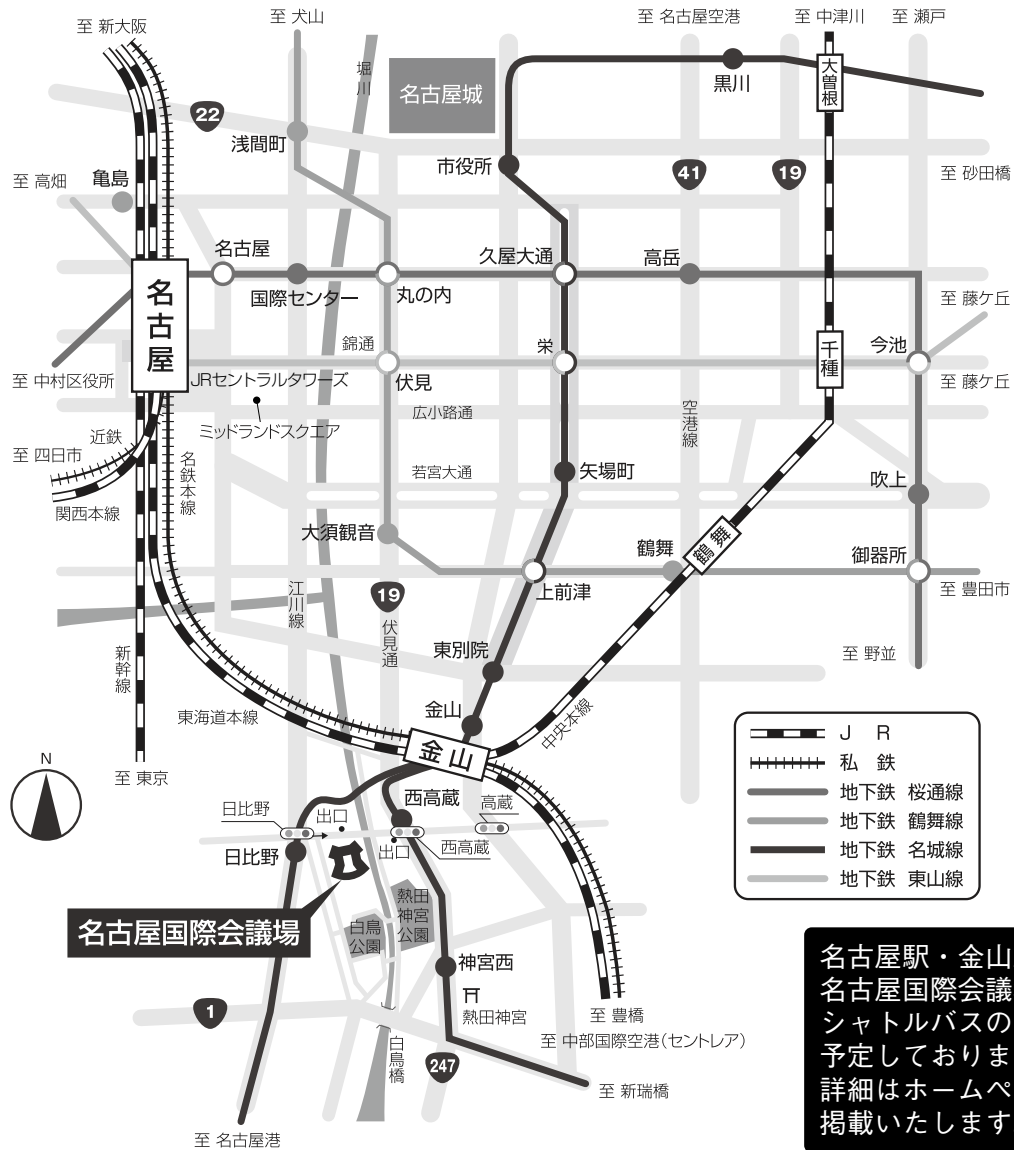 至 新大阪
至 犬山
至 名古屋空港
至 中津川
至 瀬戸
堀川
名古屋城
黒川
大曽根
22
浅間町
市役所
41
19
至 砂田橋
至 高畑
亀島
名古屋
久屋大通
高岳
国際センター
丸の内
至 藤ケ丘
名古屋
錦通
栄
千種
今池
至 中村区役所
JRセントラルタワーズ
伏見
至 藤ケ丘
広小路通
空港線
ミッドランドスクエア
近鉄
至 四日市
名鉄本線
若宮大通
矢場町
吹上
関西本線
大須観音
鶴舞
鶴舞
御器所
江川線
19
上前津
至 豊田市
伏見通
新幹線
東別院
至 野並
東海道本線
金山
中央本線
金山
至 東京
N
J R
私 鉄
地下鉄 桜通線
地下鉄 鶴舞線
地下鉄 名城線
地下鉄 東山線
日比野
出口
西高蔵
高蔵
日比野
出口
西高蔵
名古屋国際会議場
白鳥公園
熱田神宮公園
神宮西
熱田神宮
1
至 豊橋
至 中部国際空港(セントレア)
白鳥橋
247
至 新瑞橋
至 名古屋港
名古屋駅・金山
名古屋国際会議
シャトルバスの
予定しておりま
詳細はホームペ
掲載いたします